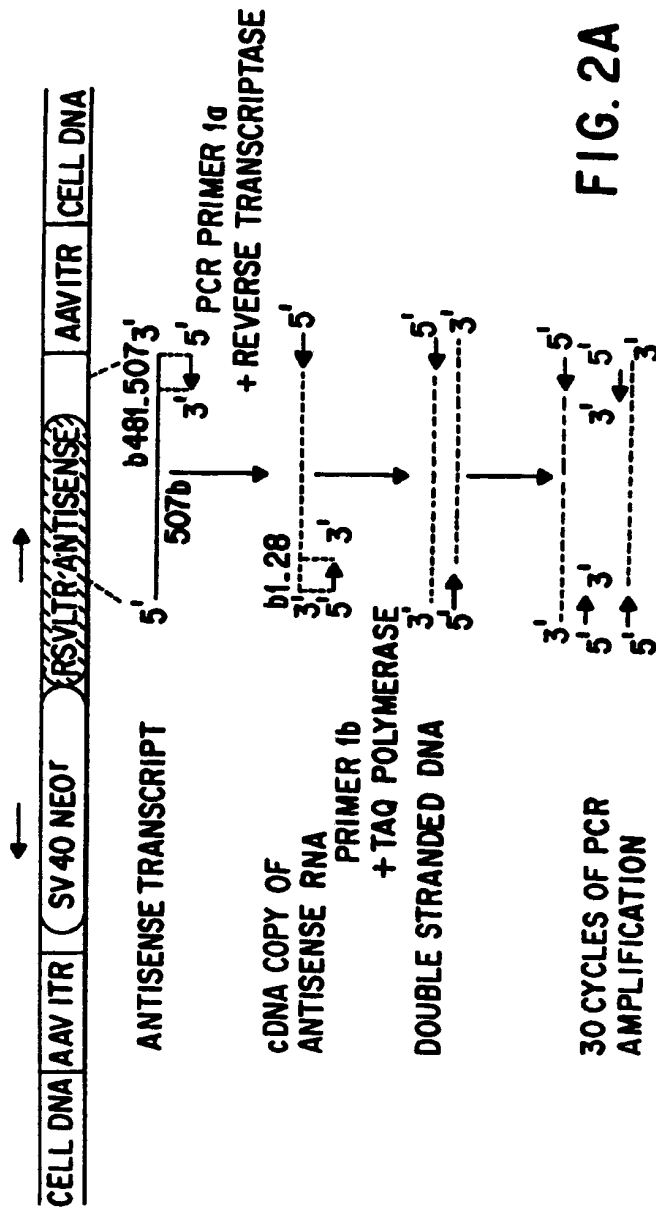 CELL DNA AAV ITR SV40 NEOr RSVLTR ANTISENSE AAV ITR CELL DNA
ANTISENSE TRANSCRIPT
5' 507b b481-507 3'
3' 5'
PCR PRIMER 1a
+ REVERSE TRANSCRIPTASE
cDNA COPY OF
ANTISENSE RNA
3' b1-28 5'
5' 3'
PRIMER 1b
+ TAQ POLYMERASE
DOUBLE STRANDED DNA
3' 5'
5' 3'
30 CYCLES OF PCR
AMPLIFICATION
3' 5'
5' 3' 3' 5'
5' 3'
FIG. 2A